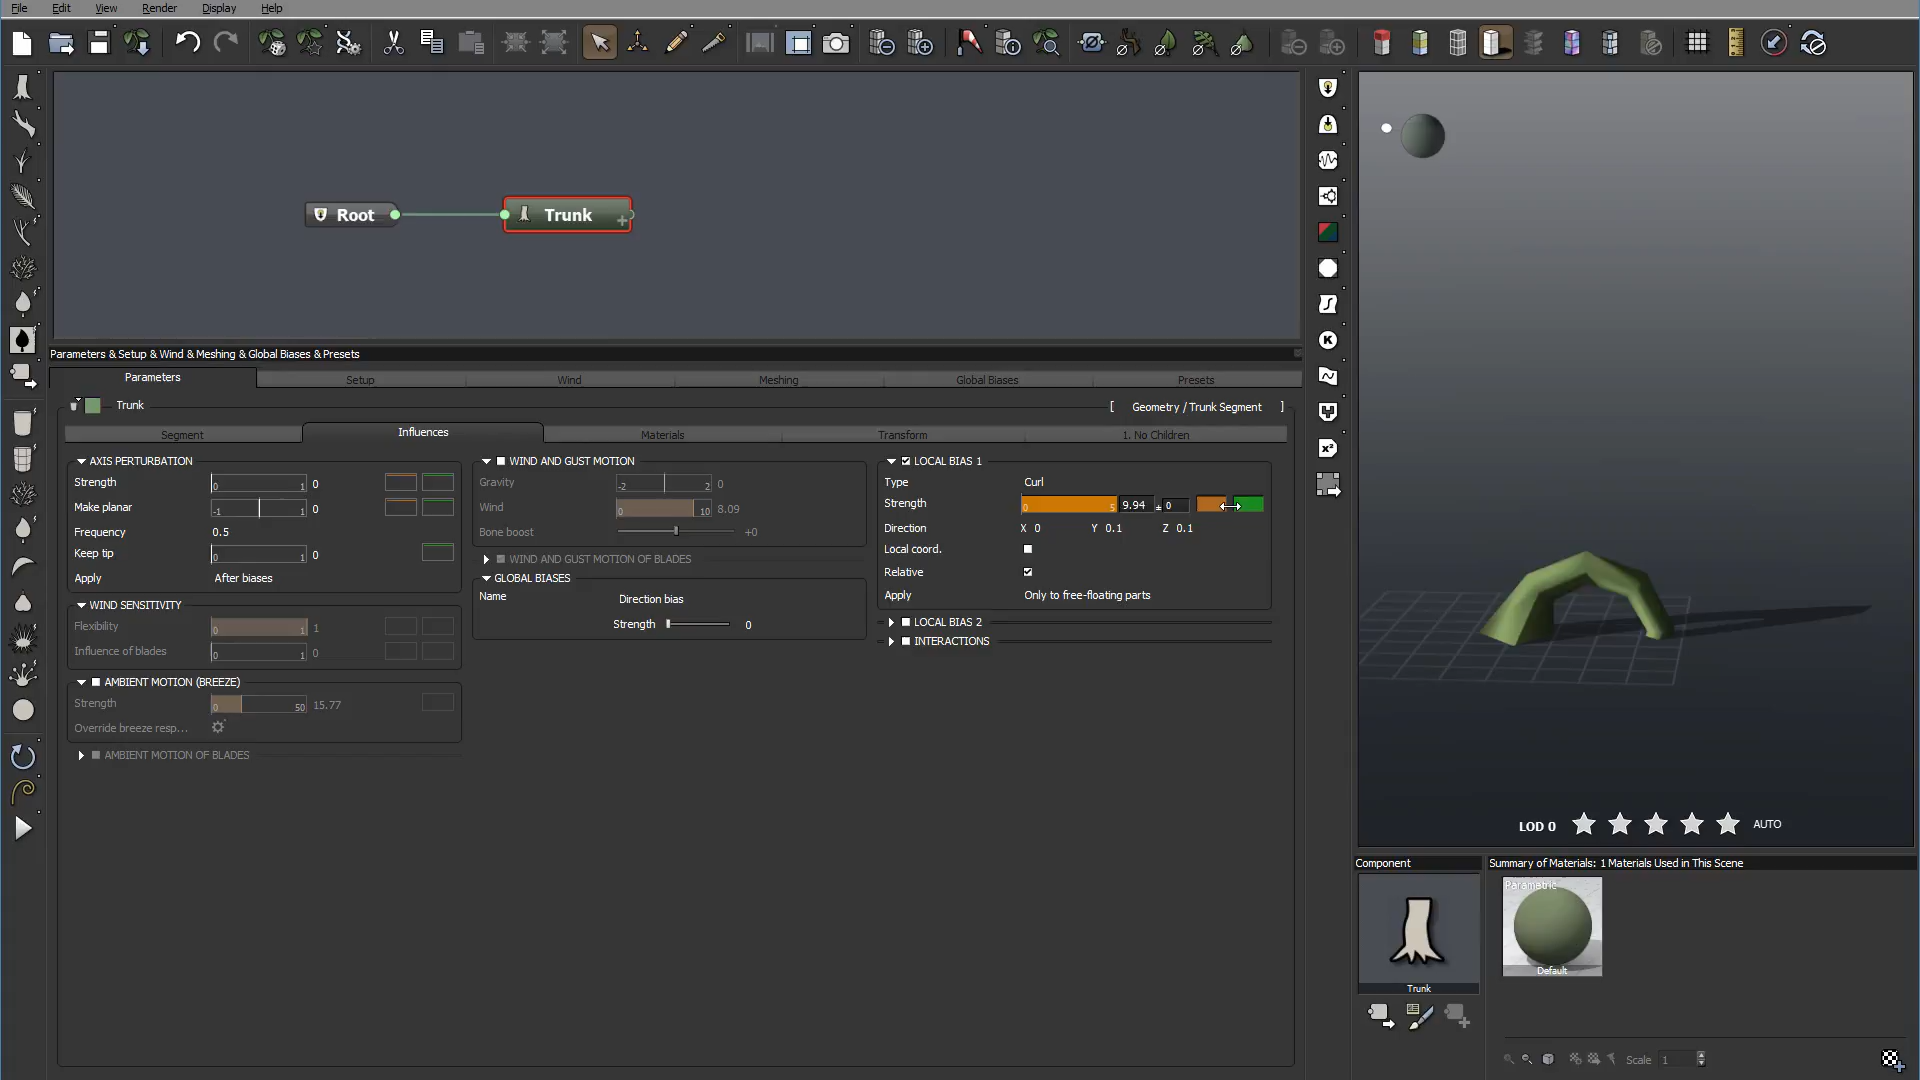 File Edit View Render Display Help
Root
Trunk
Parameters & Setup & Wind & Meshing & Global Biases & Presets
Parameters Setup Wind Meshing Global Biases Presets
Trunk [ Geometry / Trunk Segment ]
Segment Influences Materials Transform 1. No Children
AXIS PERTURBATION
Strength 0 1 0
Make planar -1 1 0
Frequency 0.5
Keep tip 0 1 0
Apply After biases
WIND SENSITIVITY
Flexibility 0 1 1
Influence of blades 0 1 0
AMBIENT MOTION (BREEZE)
Strength 0 50 15.77
Override breeze resp...
AMBIENT MOTION OF BLADES
WIND AND GUST MOTION
Gravity -2 2 0
Wind 0 10 8.09
Bone boost +0
WIND AND GUST MOTION OF BLADES
GLOBAL BIASES
Name Direction bias
Strength 0
LOCAL BIAS 1
Type Curl
Strength 0 5 9.94 ± 0
Direction X 0 Y 0.1 Z 0.1
Local coord.
Relative
Apply Only to free-floating parts
LOCAL BIAS 2
INTERACTIONS
K
x²
LOD 0 AUTO
Component
Trunk
Summary of Materials: 1 Materials Used in This Scene
Parametric
Default
Scale 1